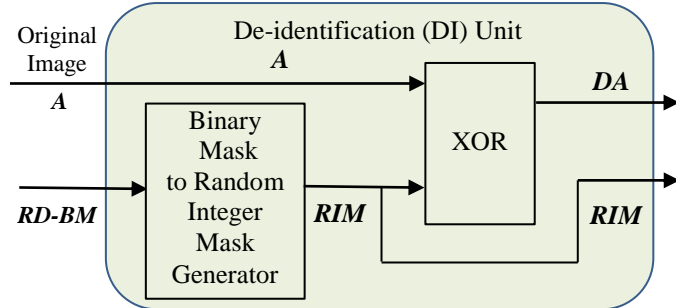 Original
Image
De-identification (DI) Unit
A
A
DA
Binary
Mask
to Random
Integer
Mask
Generator
XOR
RD-BM
RIM
RIM